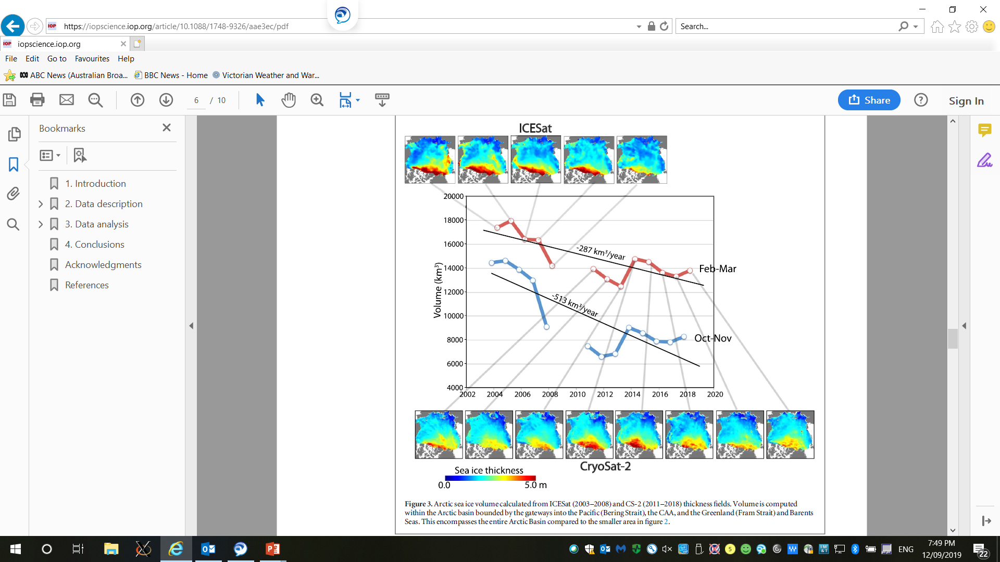 https://iopscience.iop.org/article/10.1088/1748-9326/aae3ec/pdf
Search...
IOP
iopscience.iop.org
File Edit Go to Favourites Help
ABC News (Australian Broa...
BBC News - Home
Victorian Weather and War...
6 / 10
Share
Sign In
Bookmarks
1. Introduction
2. Data description
3. Data analysis
4. Conclusions
Acknowledgments
References
ICESat
20000
18000
16000
14000
12000
10000
8000
6000
4000
Volume (km³)
-287 km³/year
Feb-Mar
-513 km³/year
Oct-Nov
2002 2004 2006 2008 2010 2012 2014 2016 2018 2020
CryoSat-2
Sea ice thickness
0.0 5.0 m
Figure 3. Arctic sea ice volume calculated from ICESat (2003–2008) and CS-2 (2011–2018) thickness fields. Volume is computed
within the Arctic basin bounded by the gateways into the Pacific (Bering Strait), the CAA, and the Greenland (Fram Strait) and Barents
Seas. This encompasses the entire Arctic Basin compared to the smaller area in figure 2.
ENG
7:49 PM
12/09/2019
22